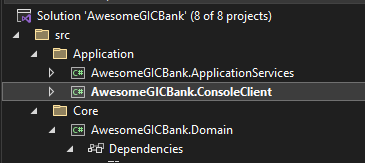 Solution 'AwesomeGICBank' (8 of 8 projects)
src
Application
C# AwesomeGICBank.ApplicationServices
C# AwesomeGICBank.ConsoleClient
Core
C# AwesomeGICBank.Domain
Dependencies